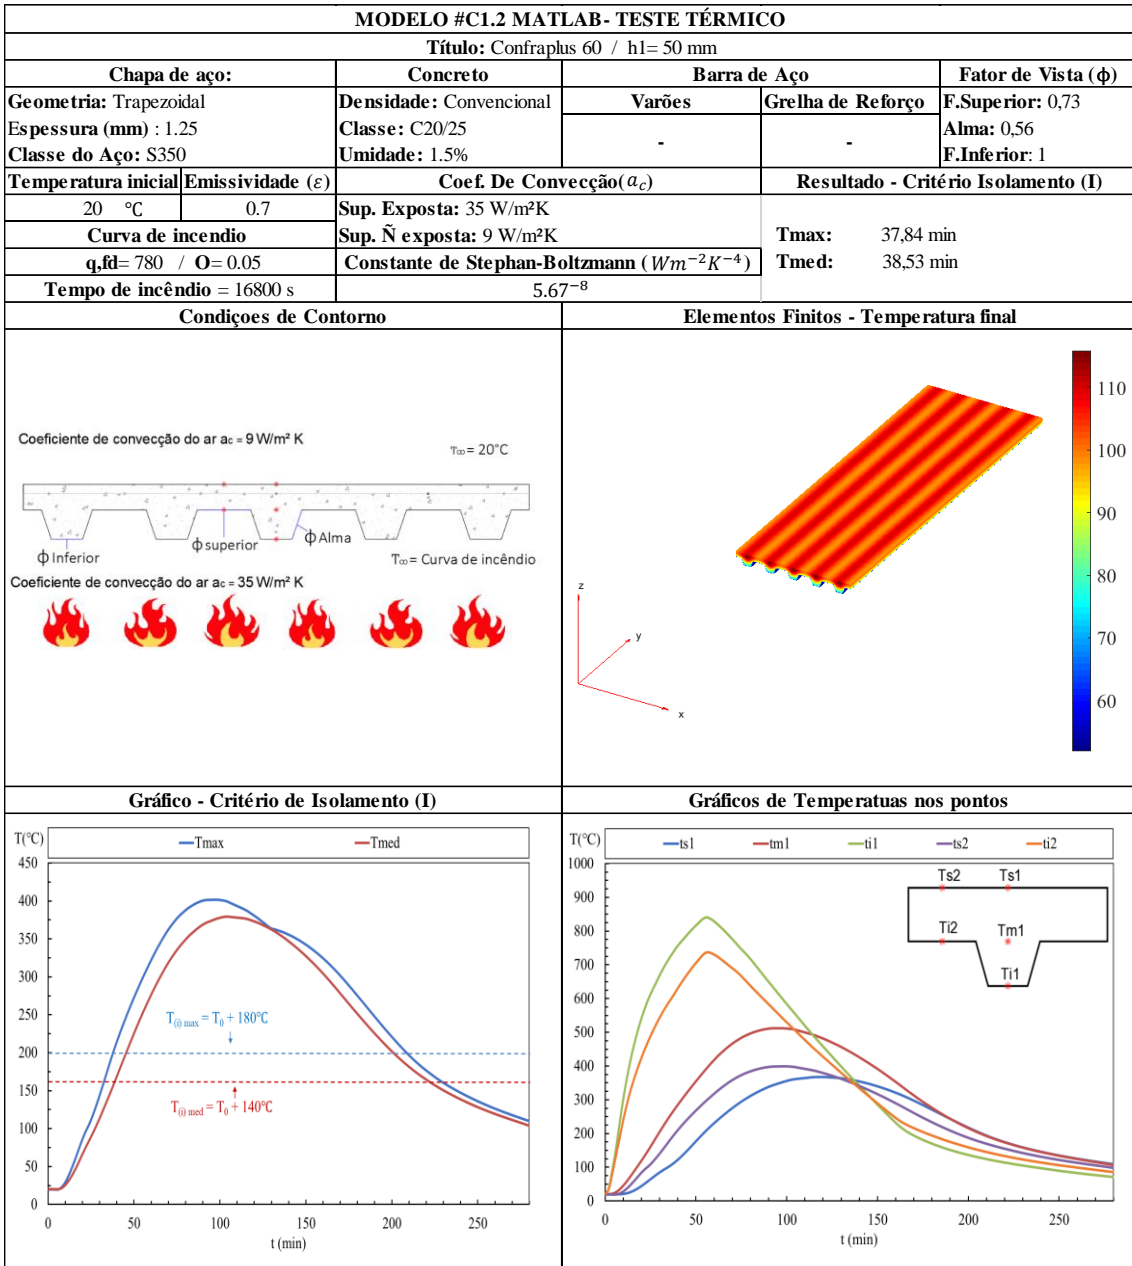 MODELO #C1.2 MATLAB- TESTE TÉRMICO
Título: Confraplus 60 / h1= 50 mm
Chapa de aço:
Concreto
Barra de Aço
Fator de Vista (ϕ)
Geometria: Trapezoidal
Densidade: Convencional
Varões
Grelha de Reforço
F.Superior: 0,73
Espessura (mm) : 1.25
Classe: C20/25
-
-
Alma: 0,56
Classe do Aço: S350
Umidade: 1.5%
F.Inferior: 1
Temperatura inicial
Emissividade (ε)
Coef. De Convecção(a_c)
Resultado - Critério Isolamento (I)
20 °C
0.7
Sup. Exposta: 35 W/m²K
Curva de incendio
Sup. Ñ exposta: 9 W/m²K
Tmax: 37,84 min
q,fd= 780 / O= 0.05
Constante de Stephan-Boltzmann (Wm⁻²K⁻⁴)
Tmed: 38,53 min
Tempo de incêndio = 16800 s
5.67⁻⁸
Condiçoes de Contorno
Elementos Finitos - Temperatura final
Coeficiente de convecção do ar ac = 9 W/m² K
T∞ = 20°C
ϕ Inferior
ϕ superior
ϕ Alma
T∞ = Curva de incêndio
Coeficiente de convecção do ar ac = 35 W/m² K
110
100
90
80
70
60
z
y
x
Gráfico - Critério de Isolamento (I)
Gráficos de Temperatuas nos pontos
T(°C)
Tmax
Tmed
450
400
350
300
250
200
150
100
50
0
T(i) max = T0 + 180°C
T(i) med = T0 + 140°C
0 50 100 150 200 250
t (min)
T(°C)
ts1
tm1
ti1
ts2
ti2
1000
900
800
700
600
500
400
300
200
100
0
Ts2
Ts1
Ti2
Tm1
Ti1
0 50 100 150 200 250
t (min)